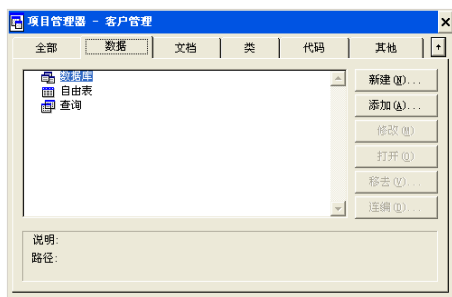 项目管理器 - 客户管理
全部 数据 文档 类 代码 其他
数据库
自由表
查询
新建(N)...
添加(A)...
修改(M)
打开(O)
移去(V)...
连编(D)...
说明:
路径: